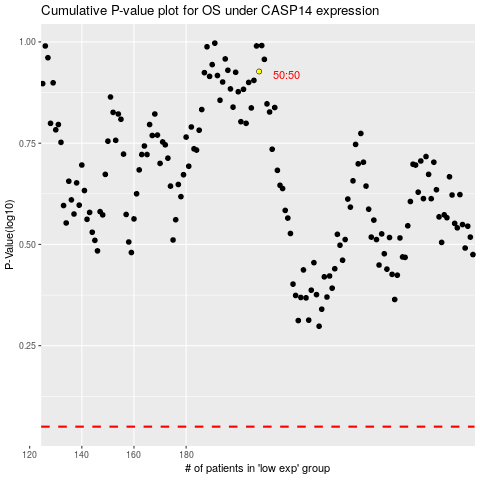 Cumulative P-value plot for OS under CASP14 expression
1.00
0.75
0.50
0.25
50:50
P-Value(log10)
120 140 160 180
# of patients in 'low exp' group